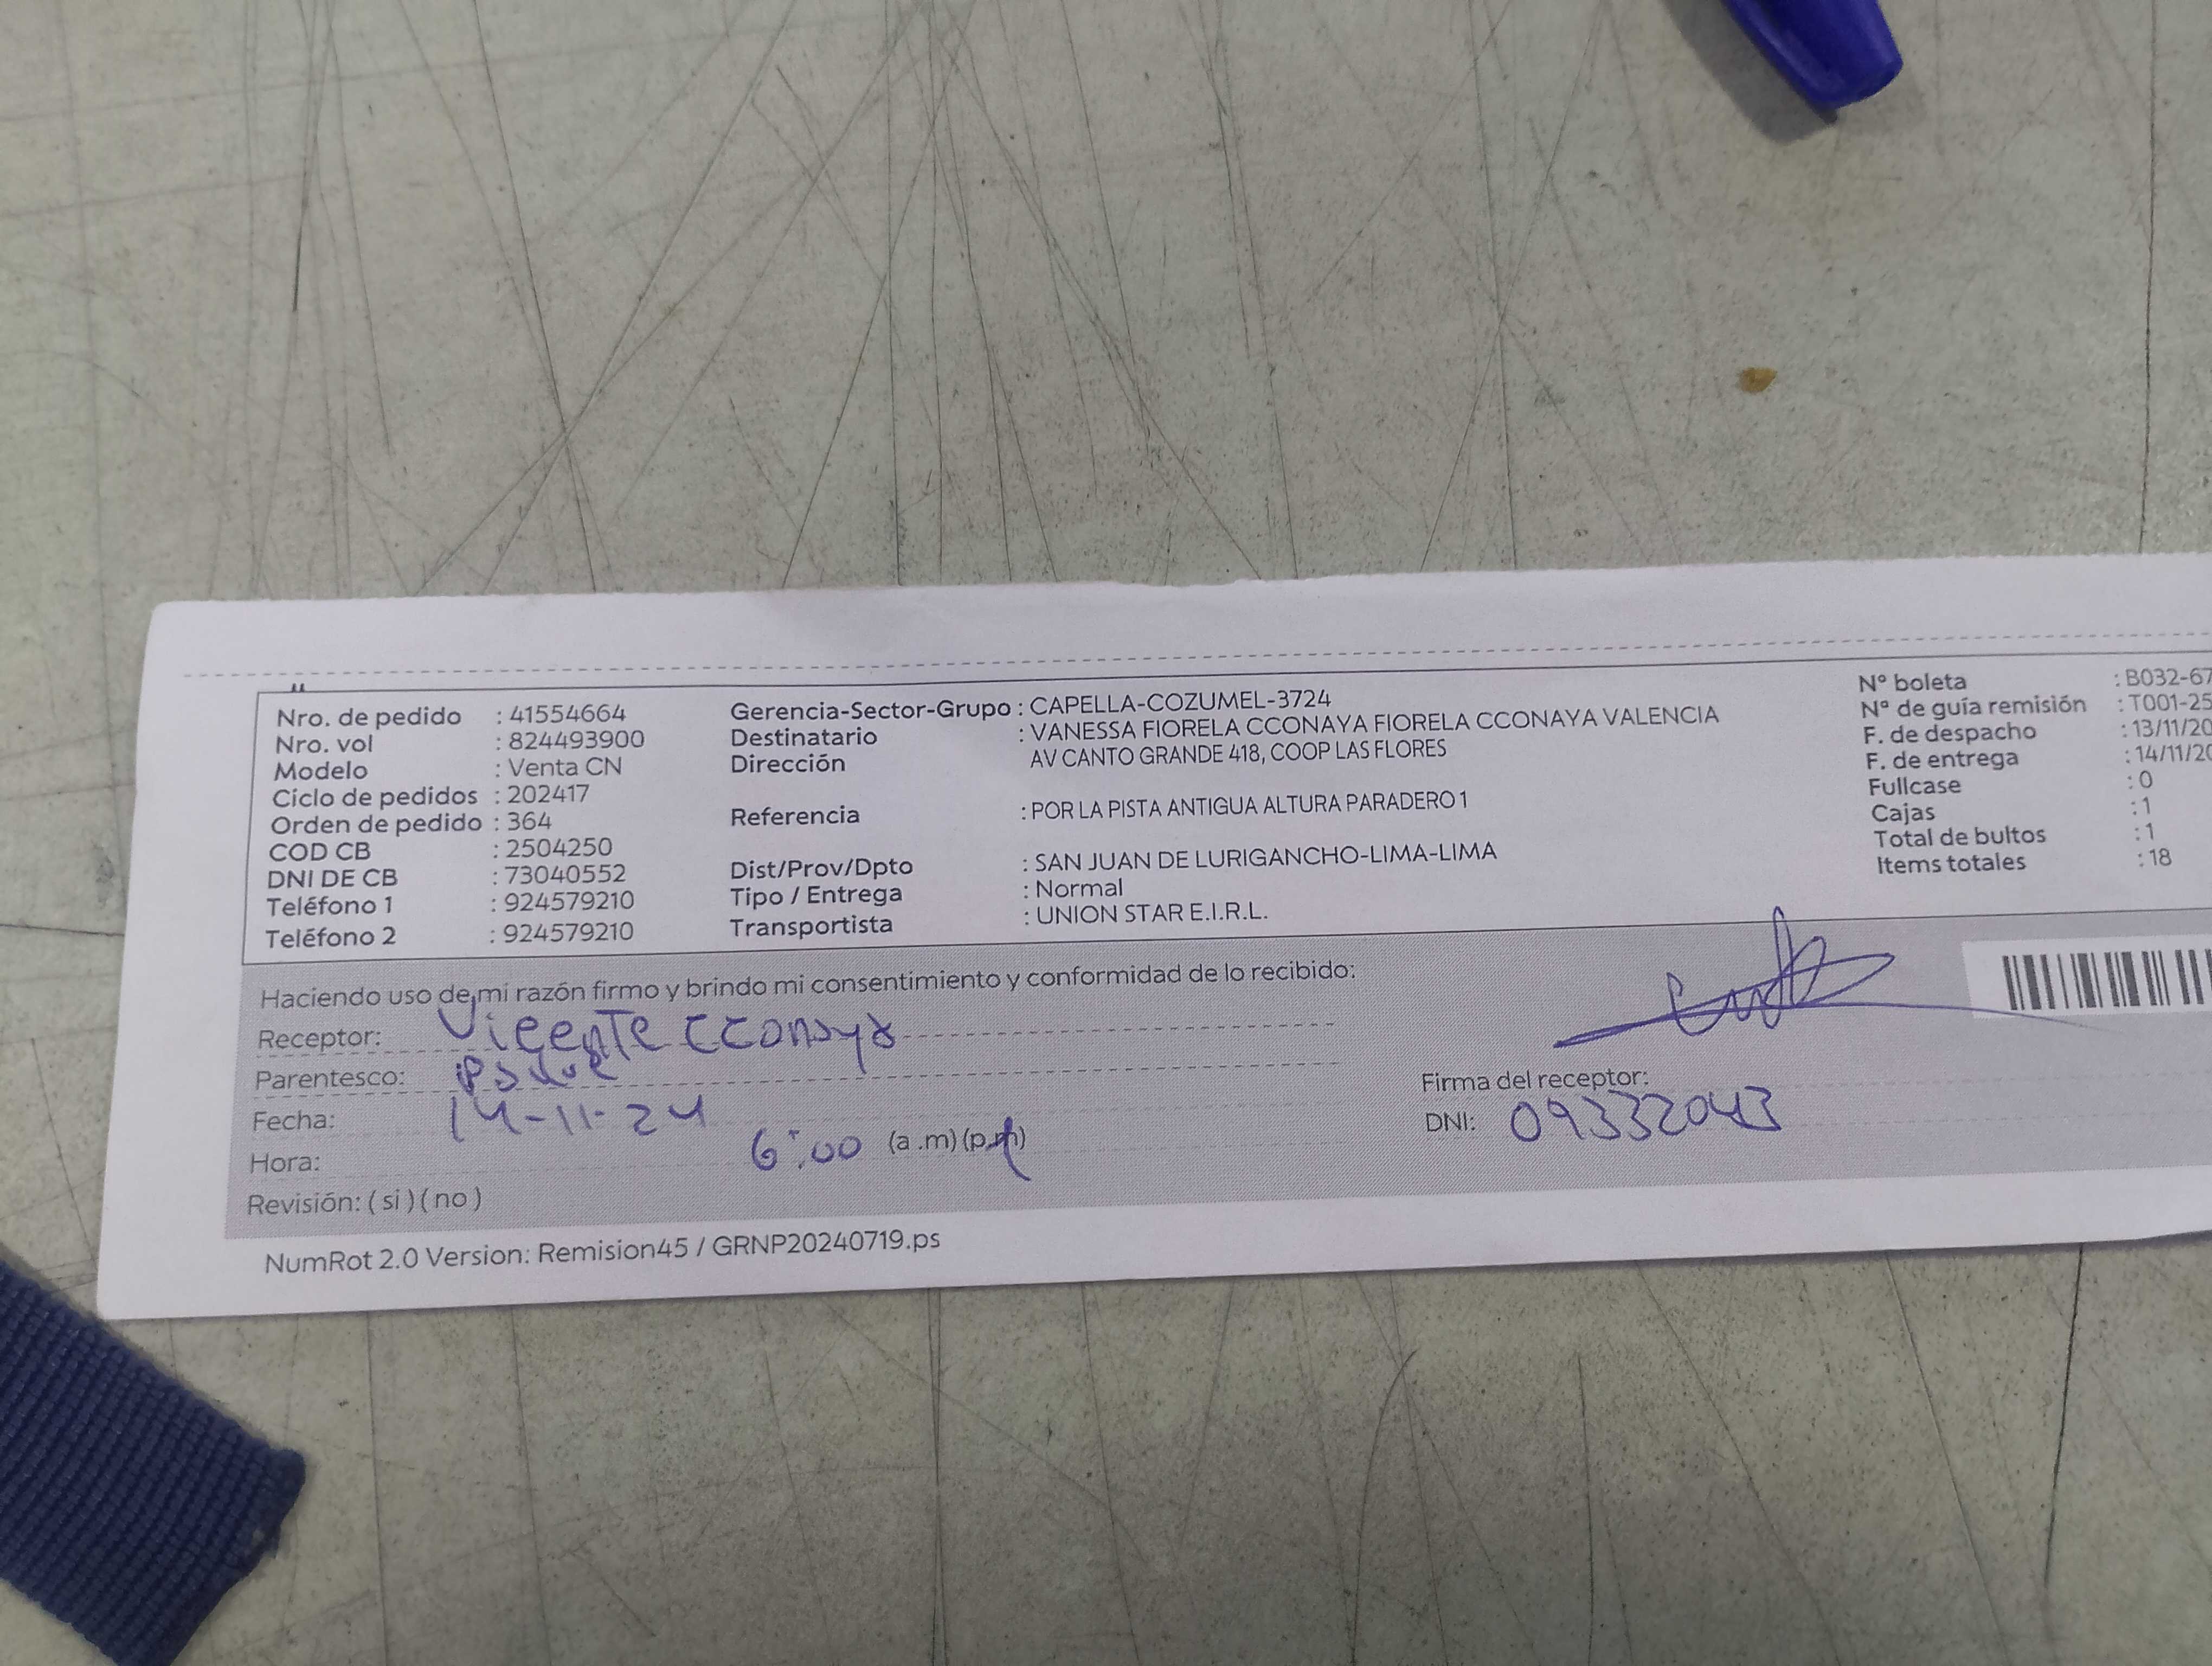 Nro. de pedido : 41554664
Nro. vol : 824493900
Modelo : Venta CN
Ciclo de pedidos : 202417
Orden de pedido : 364
COD CB : 2504250
DNI DE CB : 73040552
Teléfono 1 : 924579210
Teléfono 2 : 924579210
Gerencia-Sector-Grupo : CAPELLA-COZUMEL-3724
Destinatario : VANESSA FIORELA CCONAYA FIORELA CCONAYA VALENCIA
Dirección AV CANTO GRANDE 418, COOP LAS FLORES
Referencia : POR LA PISTA ANTIGUA ALTURA PARADERO 1
Dist/Prov/Dpto : SAN JUAN DE LURIGANCHO-LIMA-LIMA
Tipo / Entrega : Normal
Transportista : UNION STAR E.I.R.L.
Nº boleta : B032-67
Nº de guía remisión : T001-25
F. de despacho : 13/11/20
F. de entrega : 14/11/20
Fullcase : 0
Cajas : 1
Total de bultos : 1
Items totales : 18
Haciendo uso de mi razón firmo y brindo mi consentimiento y conformidad de lo recibido:
Receptor: Vicente CConaya
Parentesco: Padre
Fecha: 14-11-24
Hora: 6:00 (a .m) (p.m)
Revisión: ( si ) ( no )
Firma del receptor:
DNI: 09332043
NumRot 2.0 Version: Remision45 / GRNP20240719.ps